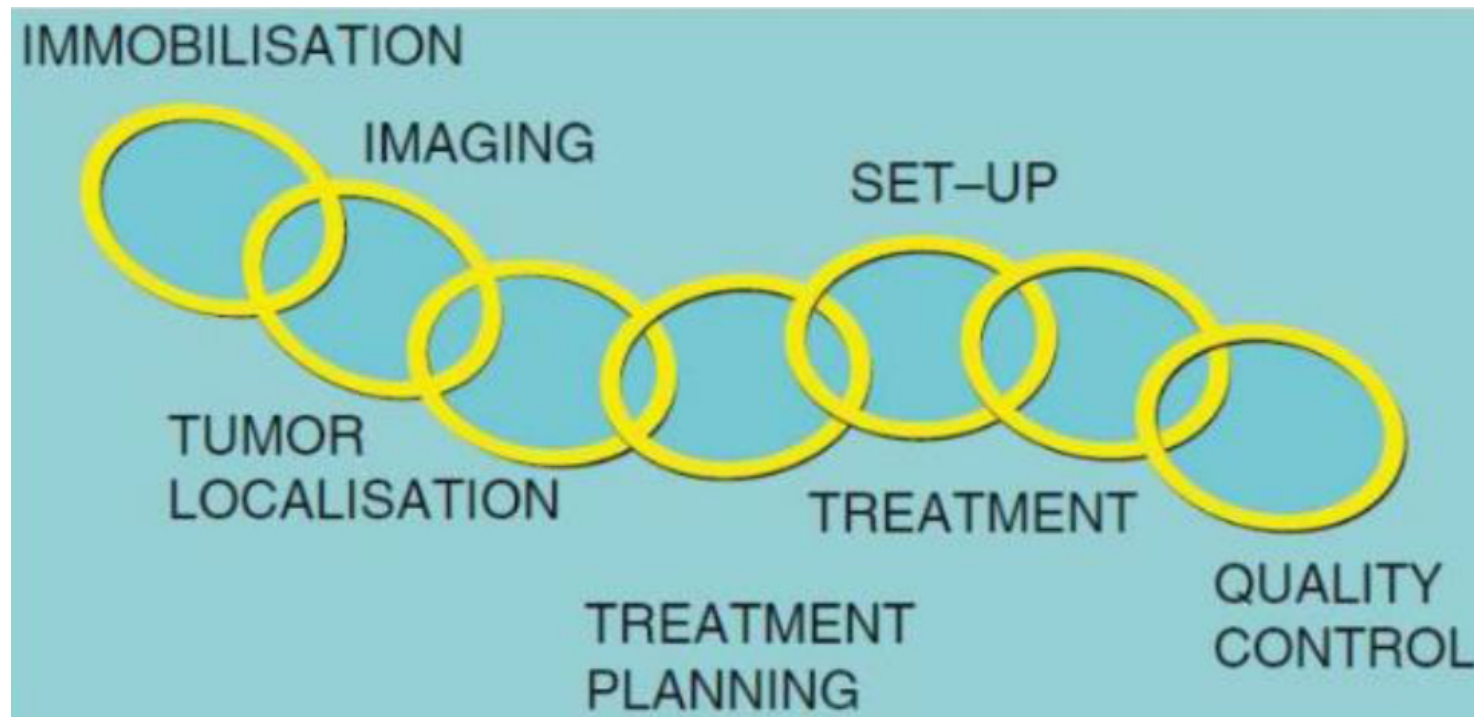 IMMOBILISATION
IMAGING
SET–UP
TUMOR
LOCALISATION
TREATMENT
TREATMENT
PLANNING
QUALITY
CONTROL